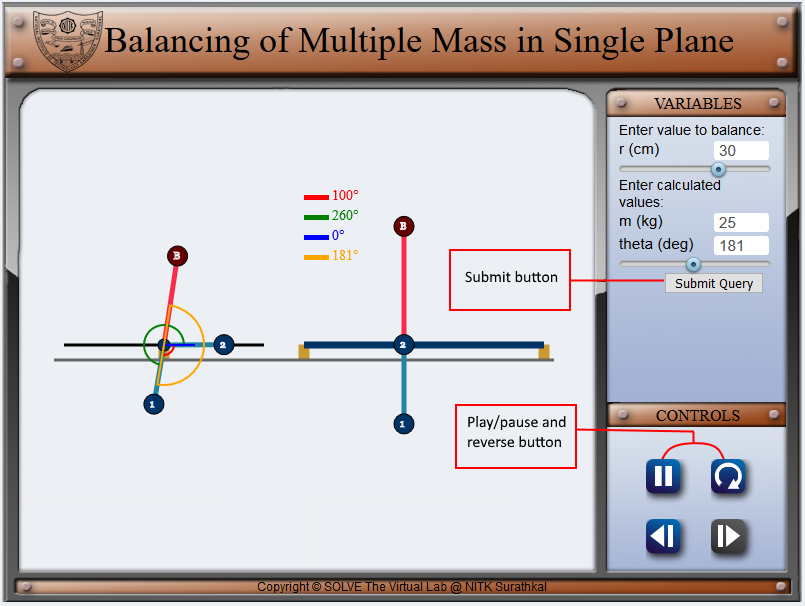 Balancing of Multiple Mass in Single Plane
VARIABLES
Enter value to balance:
r (cm)
30
Enter calculated
values:
m (kg)
25
theta (deg)
181
Submit Query
100°
260°
0°
181°
B
2
1
B
2
1
Submit button
Play/pause and
reverse button
CONTROLS
Copyright © SOLVE The Virtual Lab @ NITK Surathkal